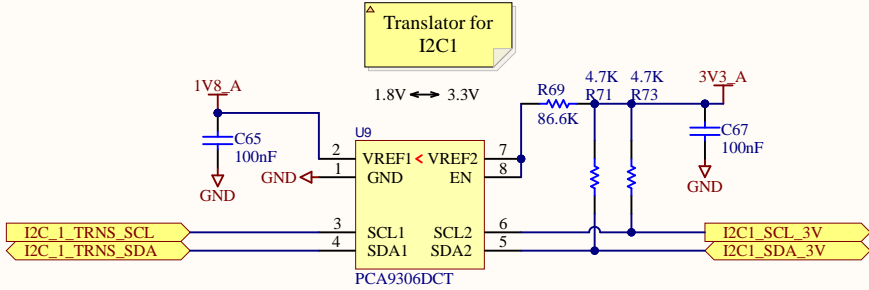 Translator for
I2C1
1.8V 3.3V
1V8_A
C65
100nF
GND
R69
86.6K
4.7K
R71
4.7K
R73
3V3_A
C67
100nF
GND
U9
2 VREF1 < VREF2 7
GND 1 GND EN 8
I2C_1_TRNS_SCL 3 SCL1 SCL2 6 I2C1_SCL_3V
I2C_1_TRNS_SDA 4 SDA1 SDA2 5 I2C1_SDA_3V
PCA9306DCT